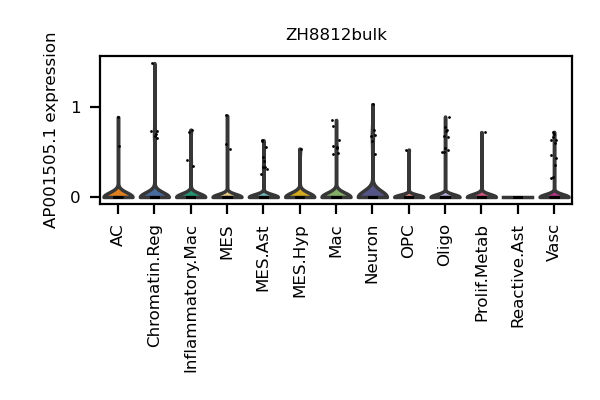 ZH8812bulk
AP001505.1 expression
1
0
AC
Chromatin.Reg
Inflammatory.Mac
MES
MES.Ast
MES.Hyp
Mac
Neuron
OPC
Oligo
Prolif.Metab
Reactive.Ast
Vasc